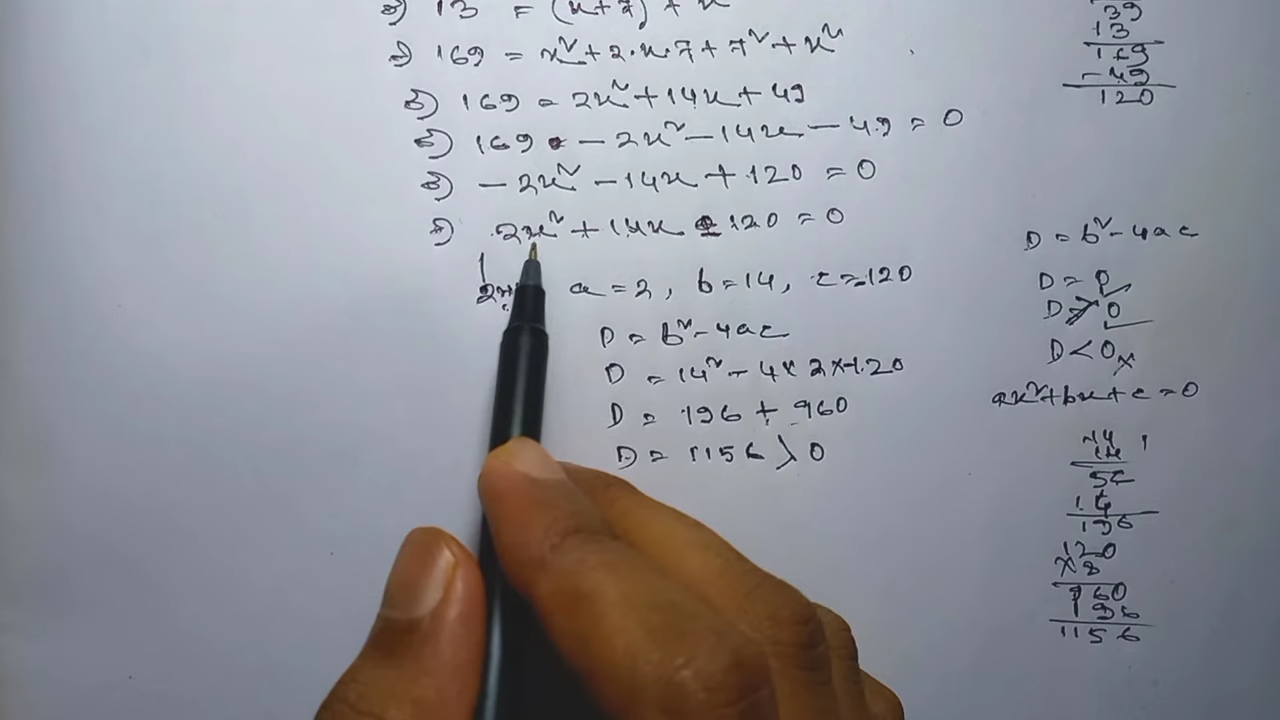 ⇒) 13 = (x+7) + x
⇒) 169 = x²+2·x·7+7²+x²
⇒) 169 = 2x²+14x+49
⇒) 169 - 2x² - 14x - 49 = 0
⇒) - 2x² - 14x + 120 = 0
⇒) 2x² + 14x - 120 = 0
a = 2, b = 14, c = -120
D = b² - 4ac
D = 14² - 4 × 2 × -120
D = 196 + 960
D = 1156 > 0
39
13
169
- 49
120
D = b² - 4ac
D = 0 ✓
D > 0 ✓
D < 0 ×
ax²+bx+c = 0
14
14
56
14
196
120
× 8
960
196
1156